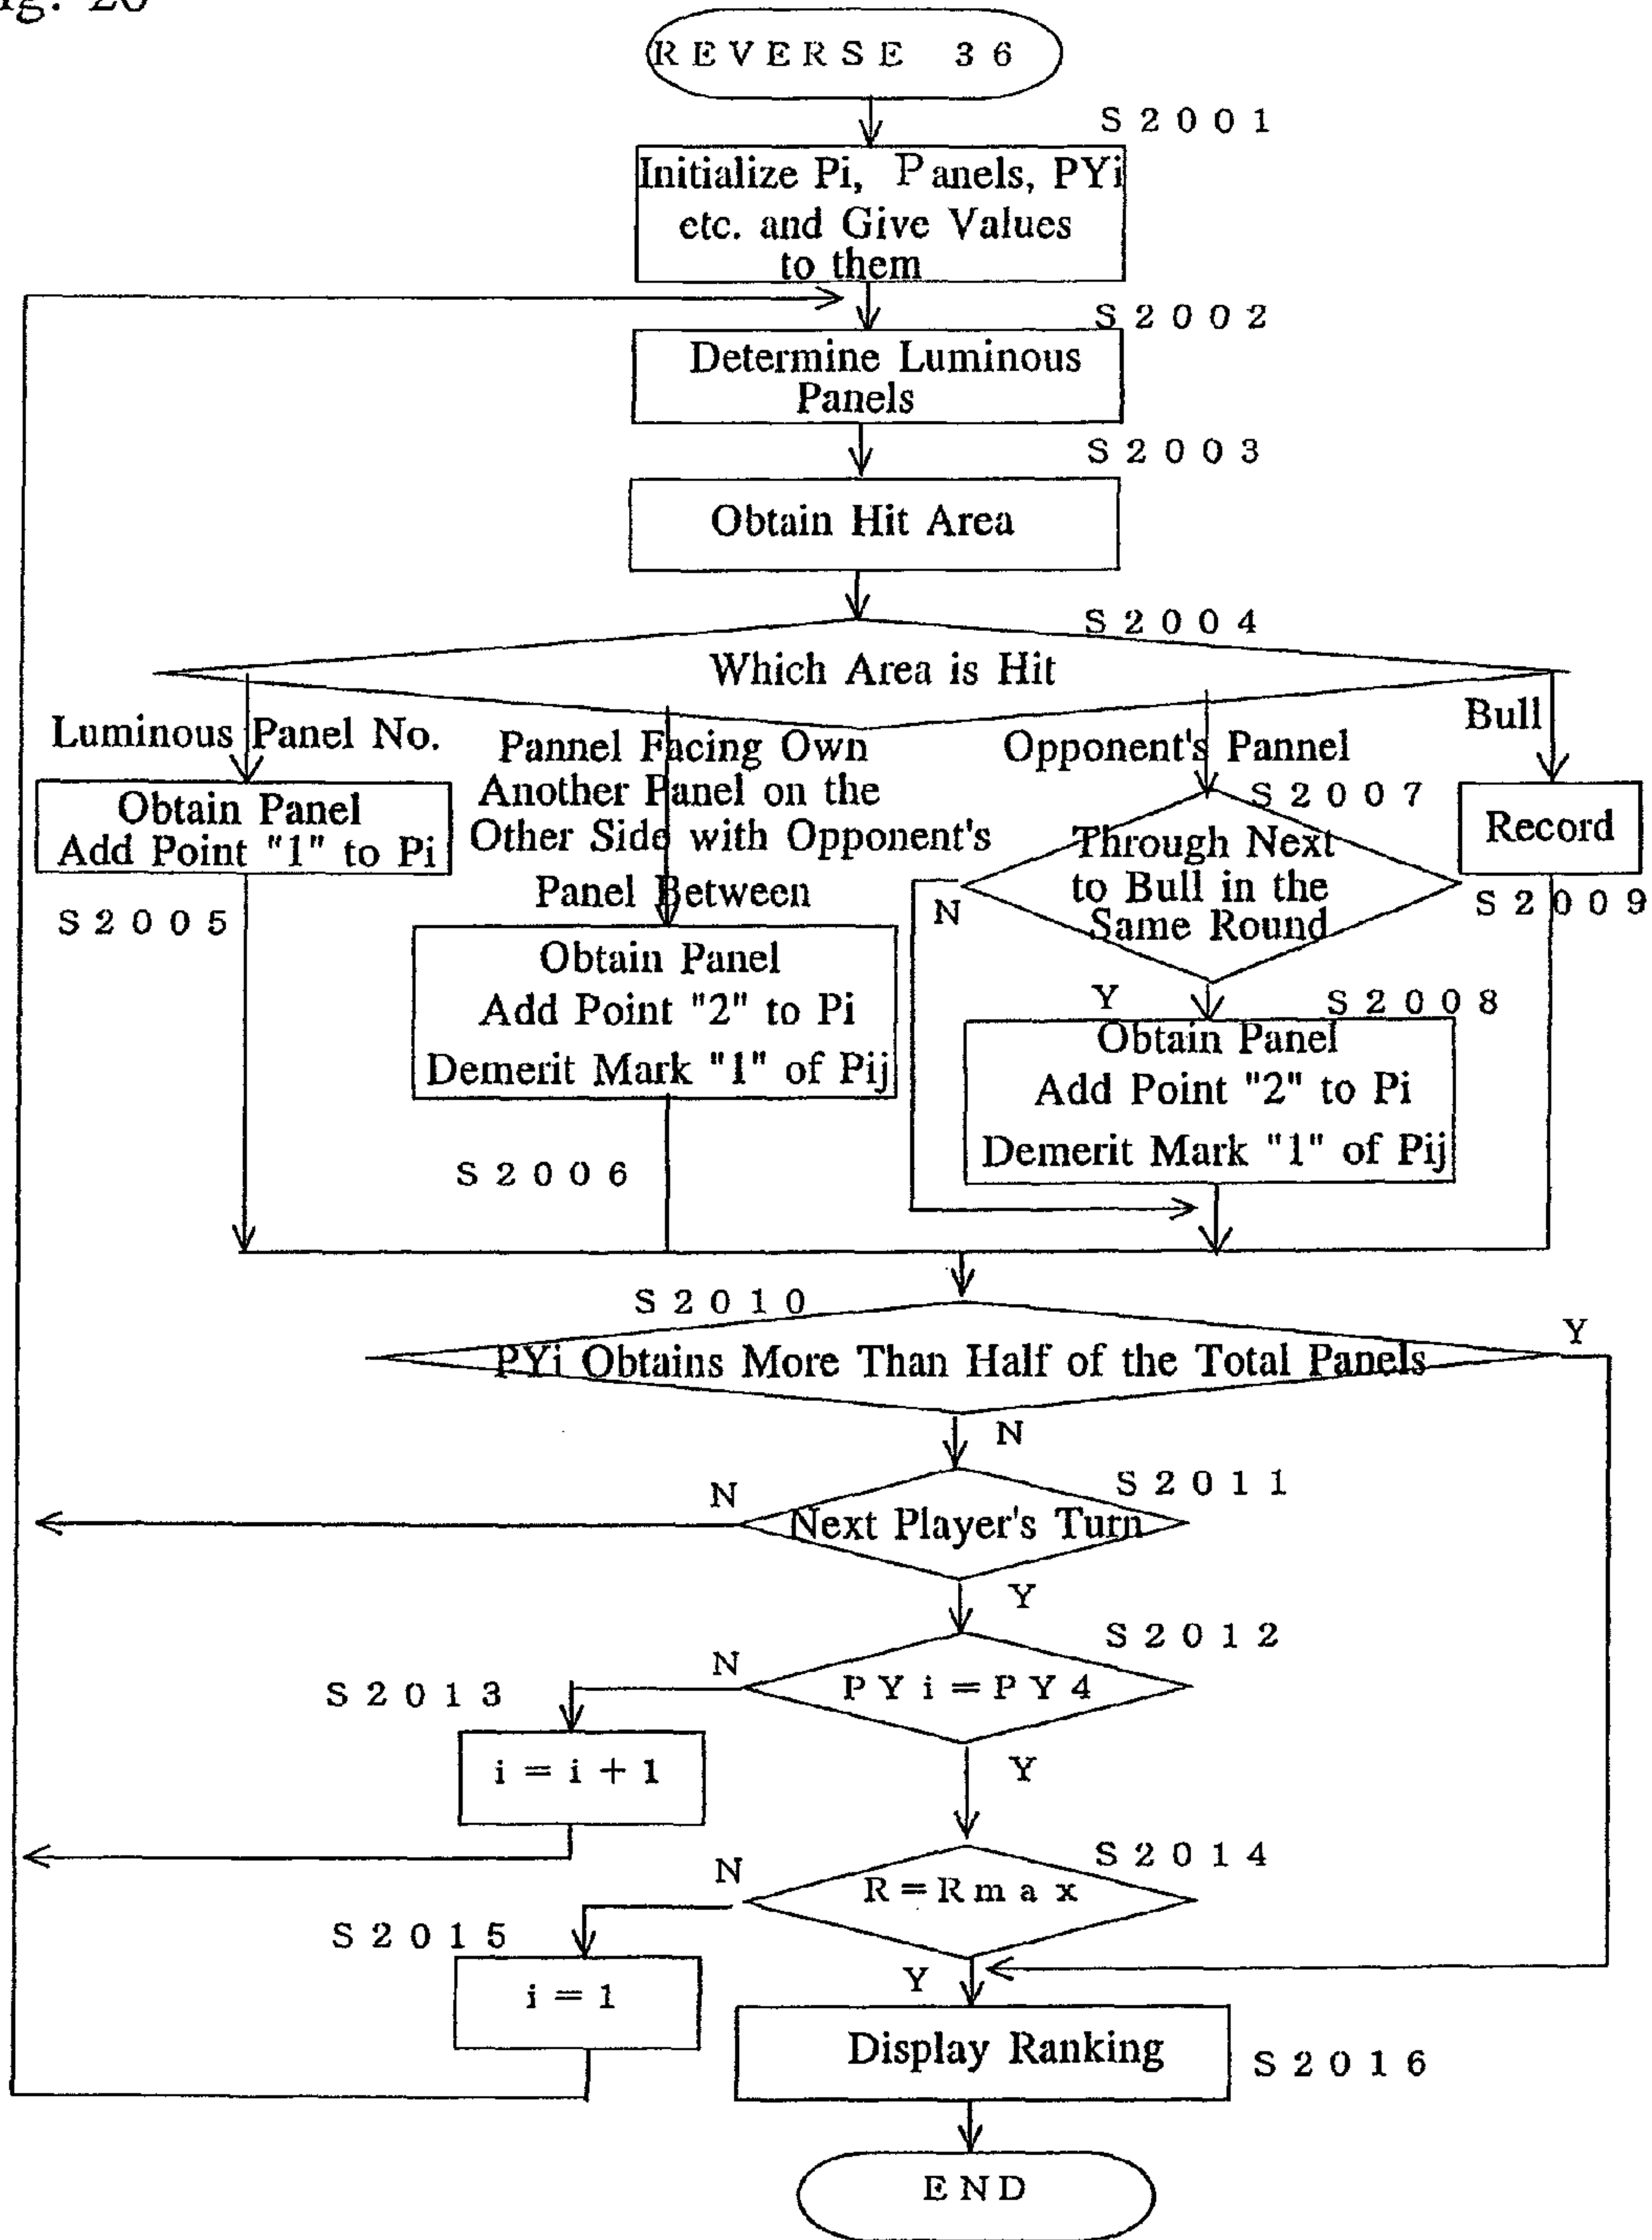 ig. 20
REVERSE 36
S2001
Initialize Pi, Panels, PYi
etc. and Give Values
to them
S2002
Determine Luminous
Panels
S2003
Obtain Hit Area
S2004
Which Area is Hit
Luminous Panel No.
Pannel Facing Own
Another Panel on the
Other Side with Opponent's
Panel Between
Opponent's Pannel
Bull
Obtain Panel
Add Point "1" to Pi
S2005
Obtain Panel
Add Point "2" to Pi
Demerit Mark "1" of Pij
S2006
S2007
Through Next
to Bull in the
Same Round
N
Y
S2008
Obtain Panel
Add Point "2" to Pi
Demerit Mark "1" of Pij
Record
S2009
S2010
PYi Obtains More Than Half of the Total Panels
Y
N
S2011
Next Player's Turn
N
Y
S2012
PYi=PY4
N
Y
S2013
i = i + 1
S2014
R=Rmax
N
Y
S2015
i = 1
Display Ranking
S2016
END